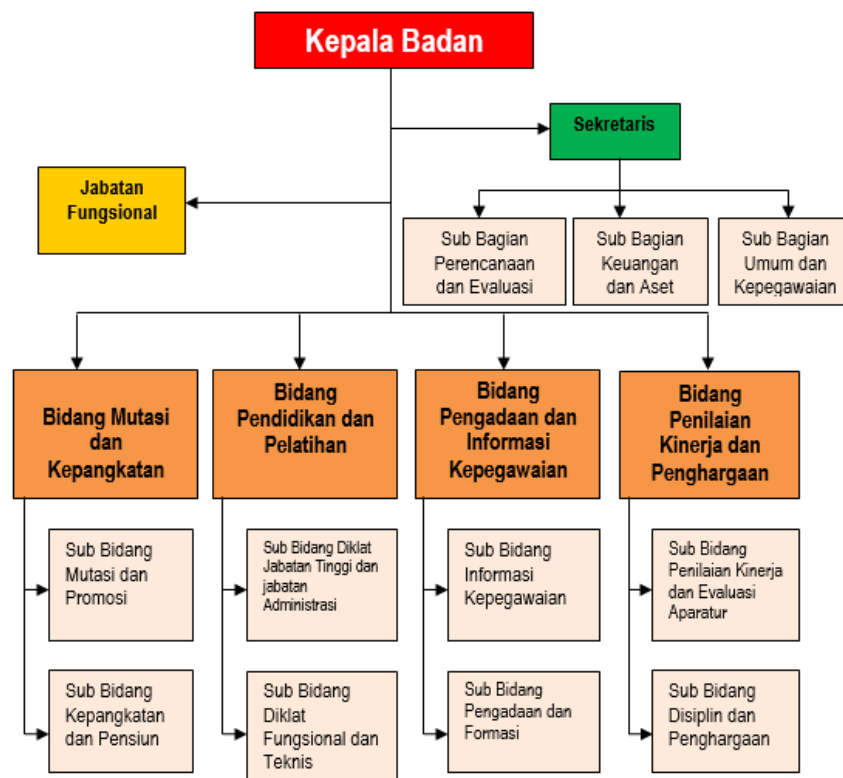 Kepala Badan
Sekretaris
Jabatan
Fungsional
Sub Bagian
Perencanaan
dan Evaluasi
Sub Bagian
Keuangan
dan Aset
Sub Bagian
Umum dan
Kepegawaian
Bidang Mutasi
dan
Kepangkatan
Bidang
Pendidikan dan
Pelatihan
Bidang
Pengadaan dan
Informasi
Kepegawaian
Bidang
Penilaian
Kinerja dan
Penghargaan
Sub Bidang
Mutasi dan
Promosi
Sub Bidang Diklat
Jabatan Tinggi dan
jabatan
Administrasi
Sub Bidang
Informasi
Kepegawaian
Sub Bidang
Penilaian Kinerja
dan Evaluasi
Aparatur
Sub Bidang
Kepangkatan
dan Pensiun
Sub Bidang
Diklat
Fungsional dan
Teknis
Sub Bidang
Pengadaan dan
Formasi
Sub Bidang
Disiplin dan
Penghargaan